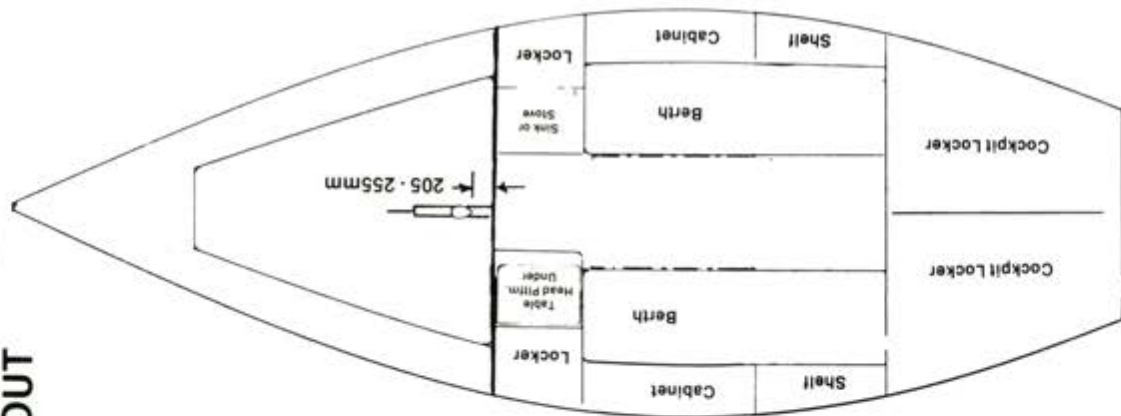 OUT
Shelf
Cabinet
Locker
Berth
Table
Head Pltfm.
Under
Cockpit Locker
205 - 255mm
Cockpit Locker
Berth
Sink or
Stove
Locker
Shelf
Cabinet